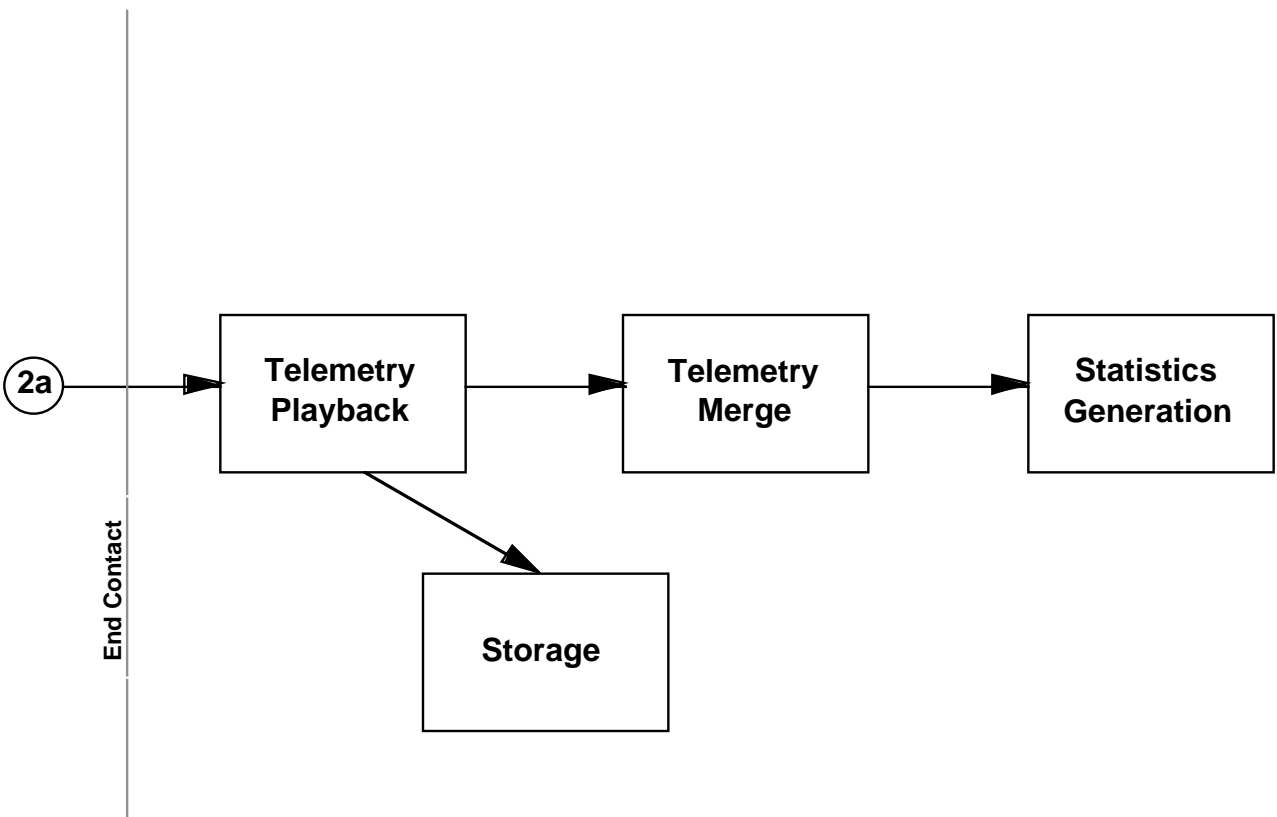 2a
Telemetry
Playback
Telemetry
Merge
Statistics
Generation
End Contact
Storage